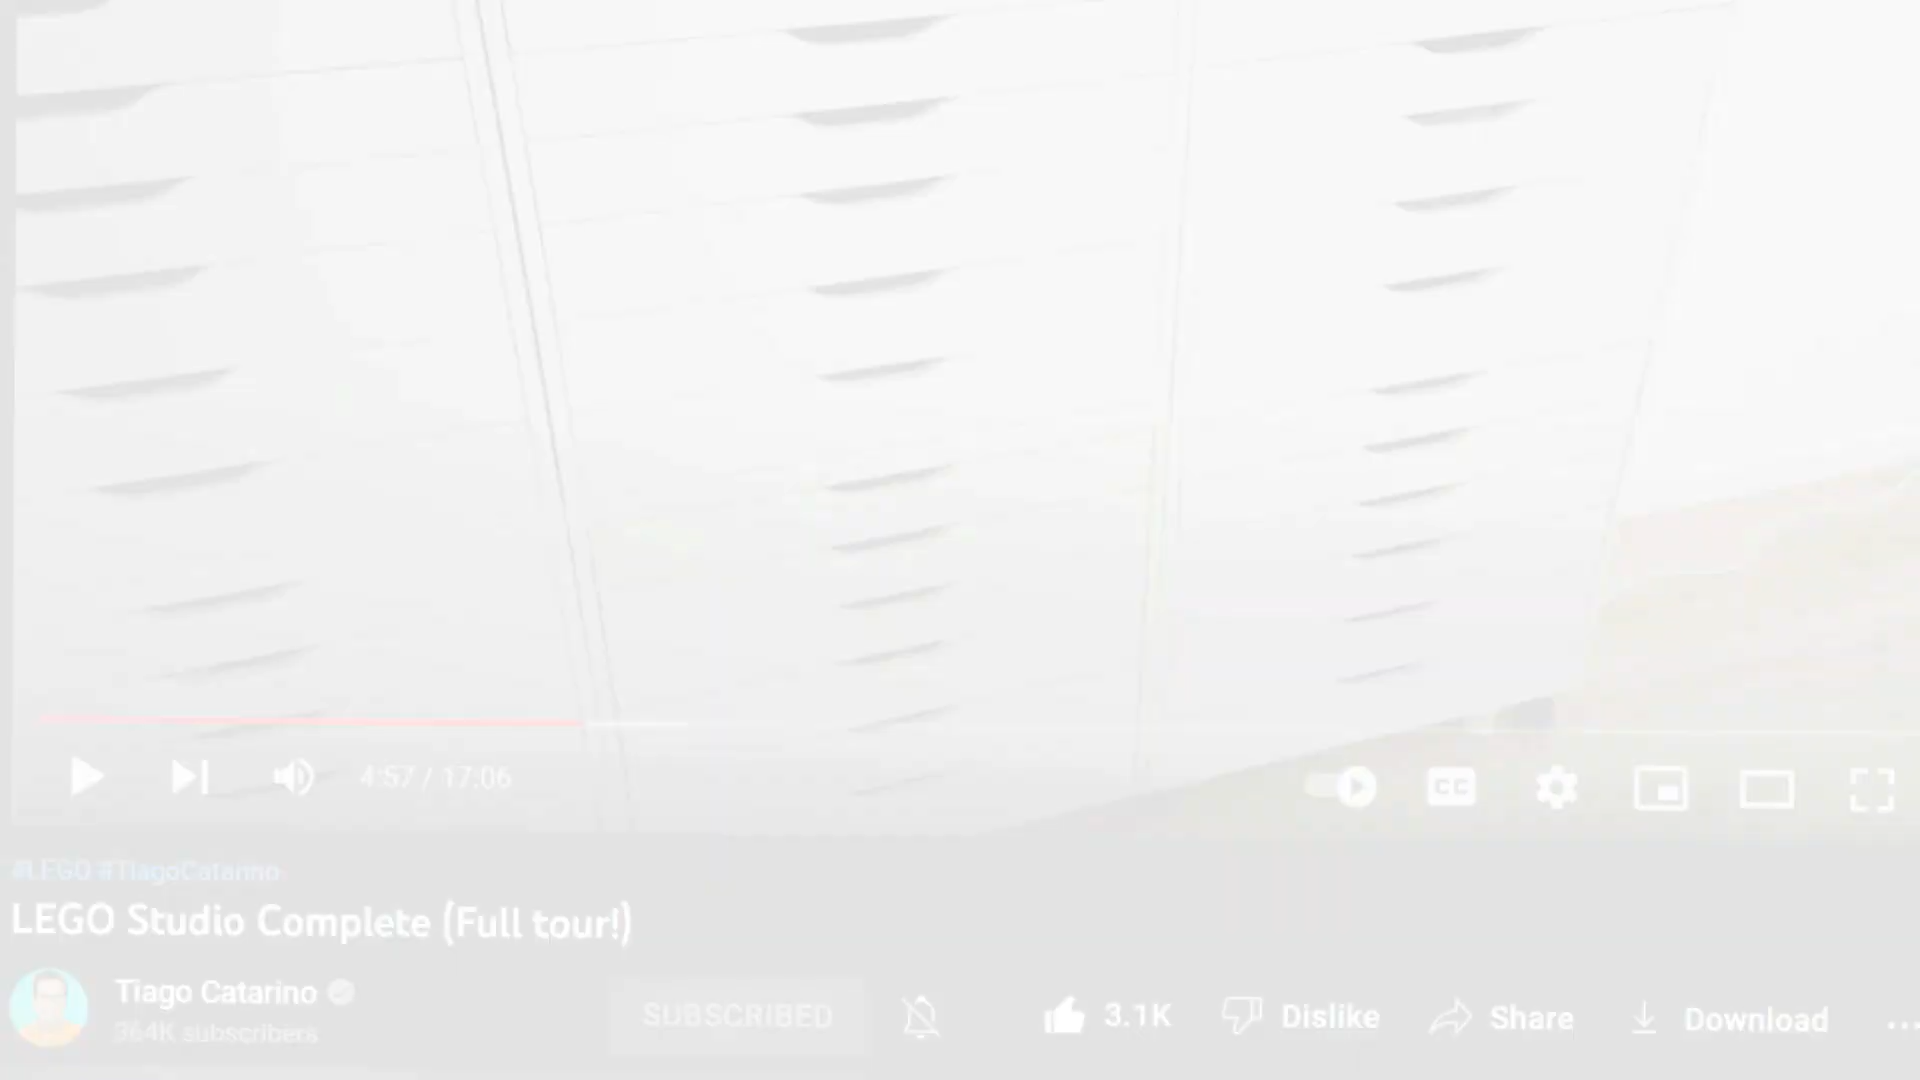 4:57 / 17:06
CC
#LEGO #TiagoCatarino
LEGO Studio Complete (Full tour!)
Tiago Catarino
364K subscribers
SUBSCRIBED
3.1K
Dislike
Share
Download
...